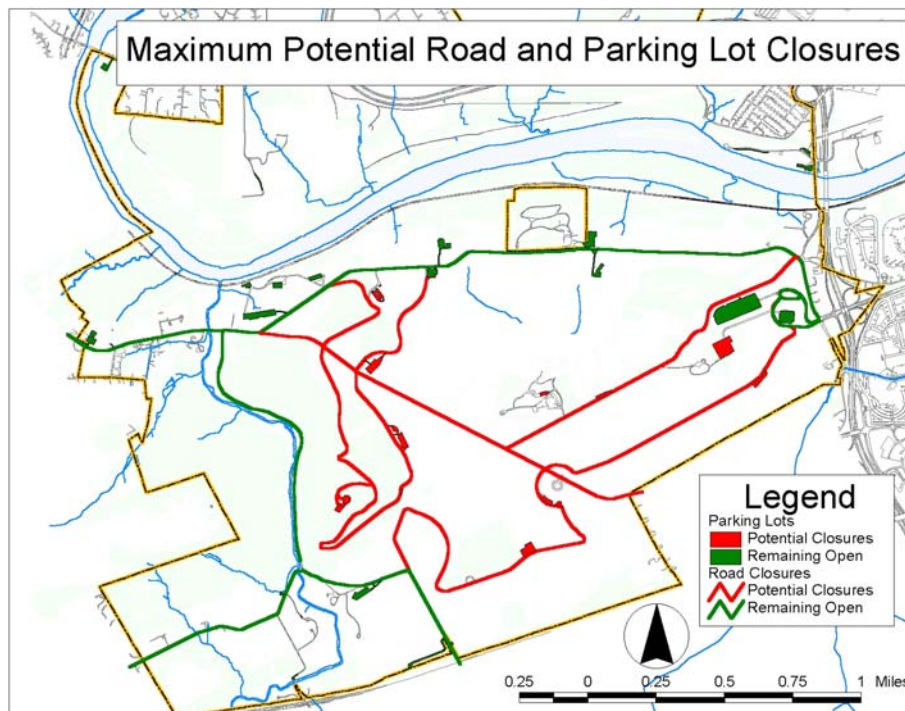 Maximum Potential Road and Parking Lot Closures
Legend
Parking Lots
Potential Closures
Remaining Open
Road Closures
Potential Closures
Remaining Open
0.25 0 0.25 0.5 0.75 1 Miles